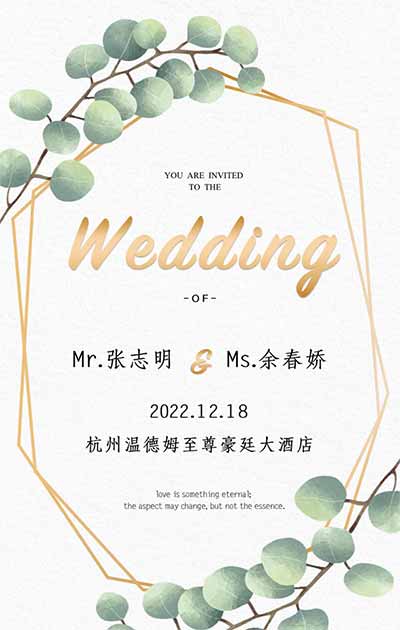 YOU ARE INVITED
TO THE
Wedding
-OF-
Mr.张志明 & Ms.余春娇
2022.12.18
杭州温德姆至尊豪廷大酒店
love is something eternal;
the aspect may change, but not the essence.